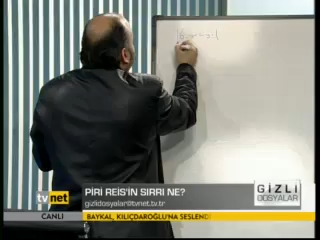 PİRİ REİS'İN SIRRI NE?
gizlidosyalar@tvnet.tv.tr
GİZLİ
DOSYALAR
tvnet
CANLI
BAYKAL, KILIÇDAROĞLU'NA SESLENDİ